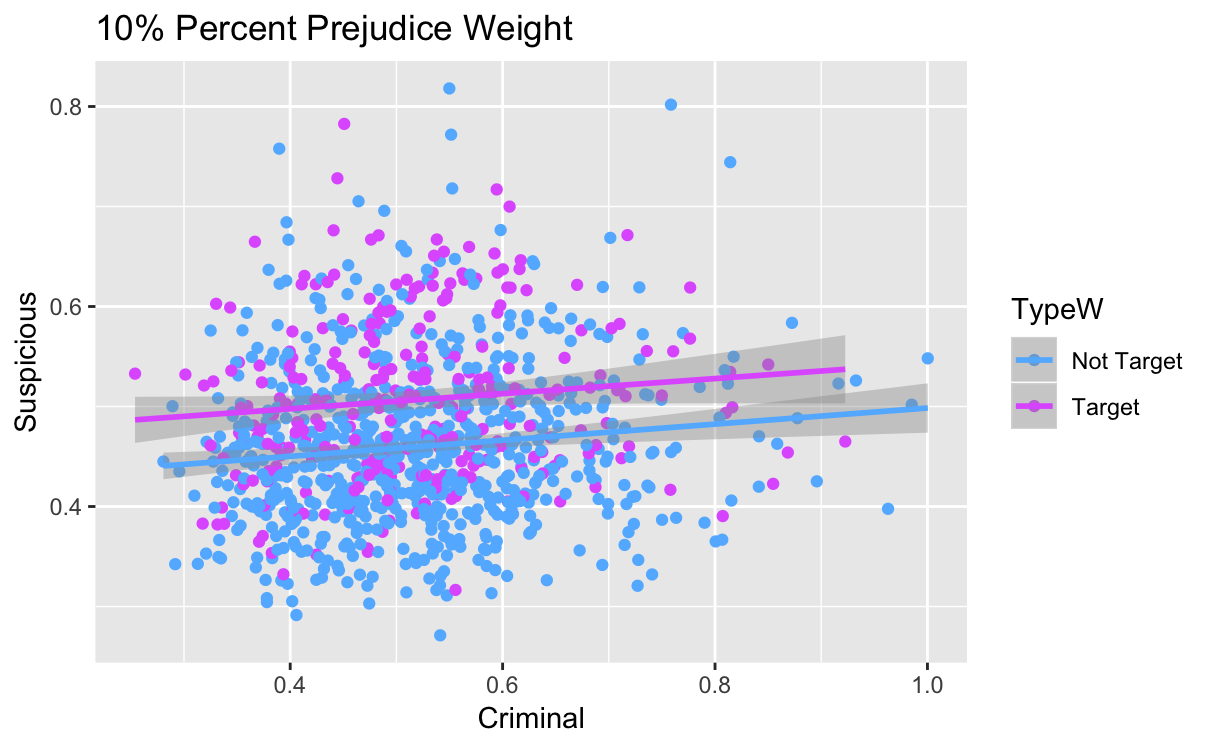 10% Percent Prejudice Weight
Suspicious
0.8
0.6
0.4
0.4 0.6 0.8 1.0
Criminal
TypeW
Not Target
Target